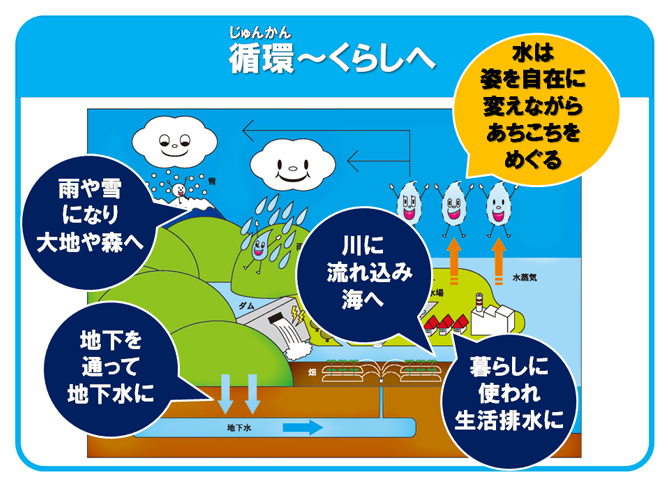 じゅんかん
循環～くらしへ
水は
姿を自在に
変えながら
あちこちを
めぐる
雨や雪
になり
大地や森へ
雪
雨
川に
流れ込み
海へ
水蒸気
ダム
水場
地下を
通って
地下水に
畑
暮らしに
使われ
生活排水に
地下水